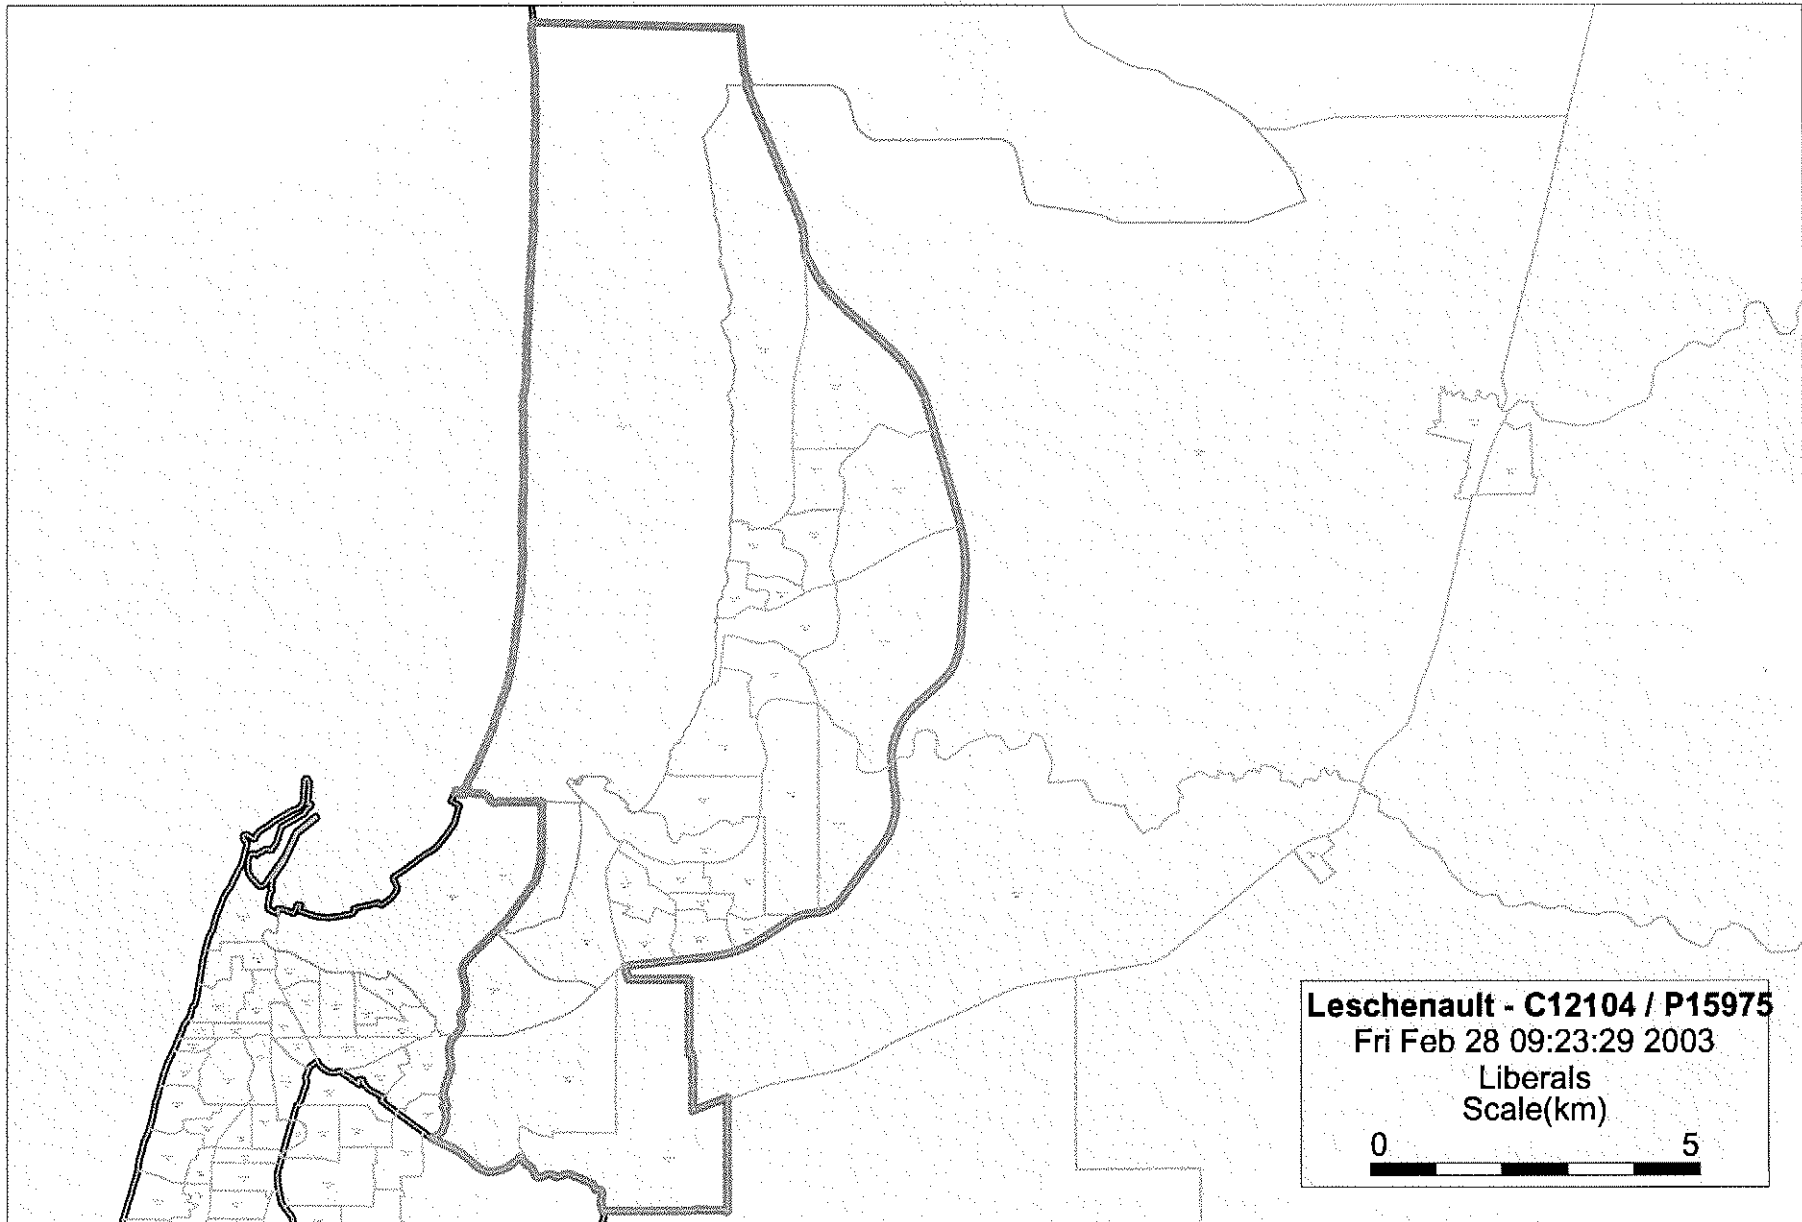 Leschenault - C12104 / P15975
Fri Feb 28 09:23:29 2003
Liberals
Scale(km)
0 5